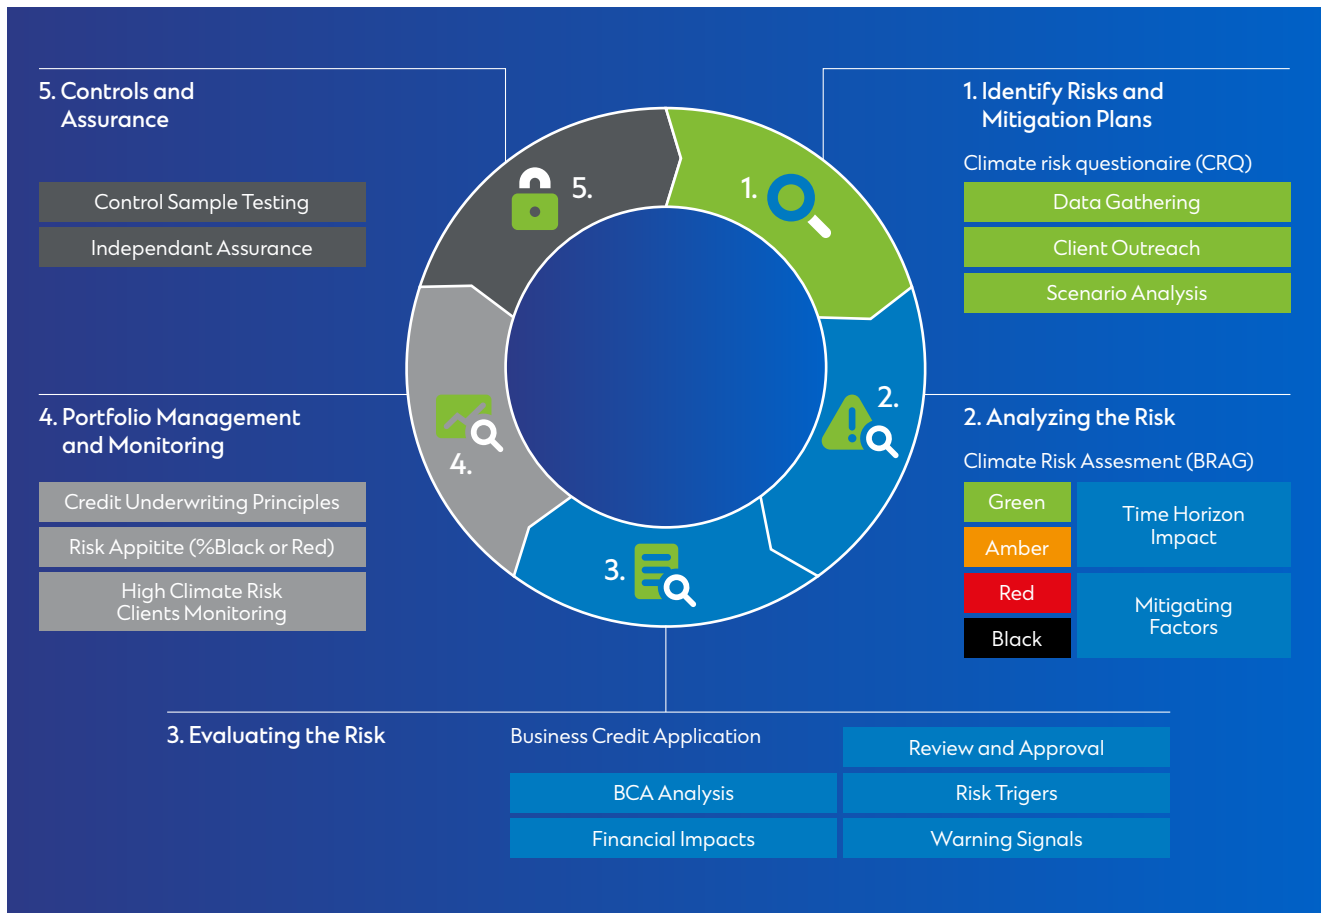 5. Controls and
Assurance
Control Sample Testing
Independant Assurance
1. Identify Risks and
Mitigation Plans
Climate risk questionaire (CRQ)
Data Gathering
Client Outreach
Scenario Analysis
5.
1.
2.
3.
4.
4. Portfolio Management
and Monitoring
Credit Underwriting Principles
Risk Appitite (%Black or Red)
High Climate Risk
Clients Monitoring
2. Analyzing the Risk
Climate Risk Assesment (BRAG)
Green
Amber
Red
Black
Time Horizon
Impact
Mitigating
Factors
3. Evaluating the Risk
Business Credit Application
BCA Analysis
Financial Impacts
Review and Approval
Risk Trigers
Warning Signals